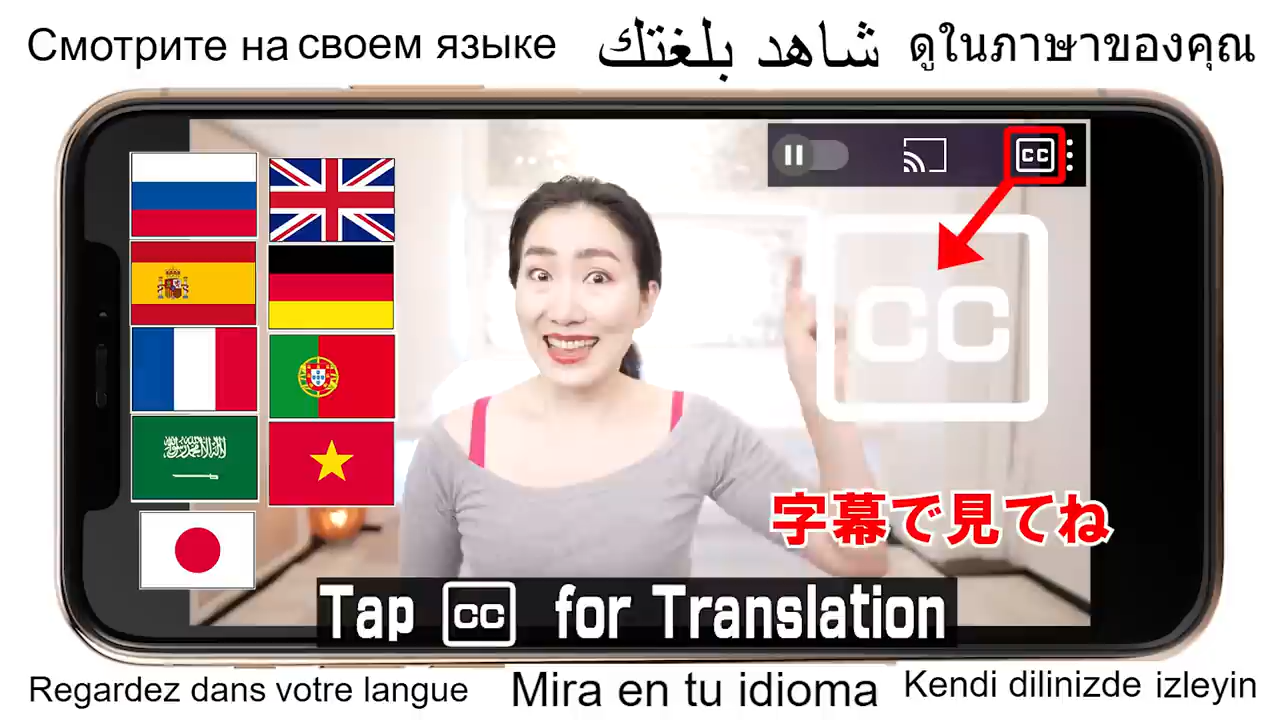 Смотрите на своем языке
شاهد بلغتك
ดูในภาษาของคุณ
CC
CC
字幕で見てね
Tap CC for Translation
Regardez dans votre langue
Mira en tu idioma
Kendi dilinizde izleyin